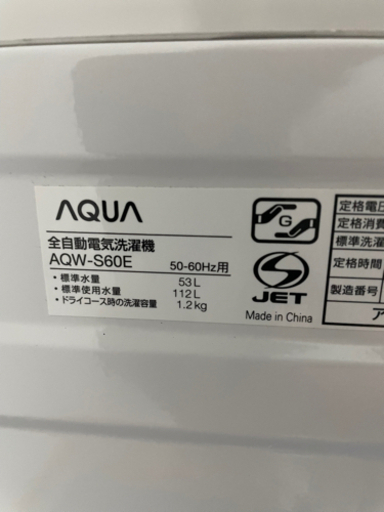 AQUA
全自動電気洗濯機
AQW-S60E 50-60Hz用
・標準水量 53L
・標準使用水量 112L
・ドライコース時の洗濯容量 1.2kg
G
S
JET
Made in China
定格電圧
定格消費
標準洗濯
定格時間
製造番号